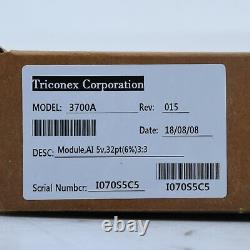 Triconex Corporation
MODEL: 3700A Rev: 015
Date: 18/08/08
DESC: Module,AI 5v,32pt(6%)3:3
Serial Number: I070S5C5 I070S5C5